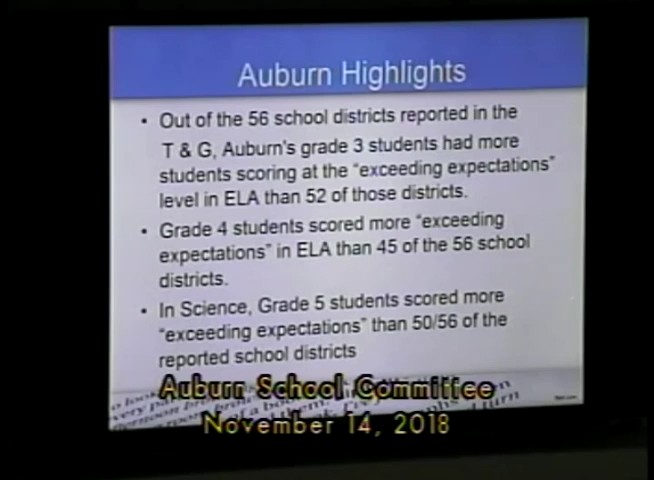 Auburn Highlights
• Out of the 56 school districts reported in the
T & G, Auburn's grade 3 students had more
students scoring at the "exceeding expectations"
level in ELA than 52 of those districts.
• Grade 4 students scored more "exceeding
expectations" in ELA than 45 of the 56 school
districts.
• In Science, Grade 5 students scored more
"exceeding expectations" than 50/56 of the
reported school districts
Auburn School Committee
November 14, 2018